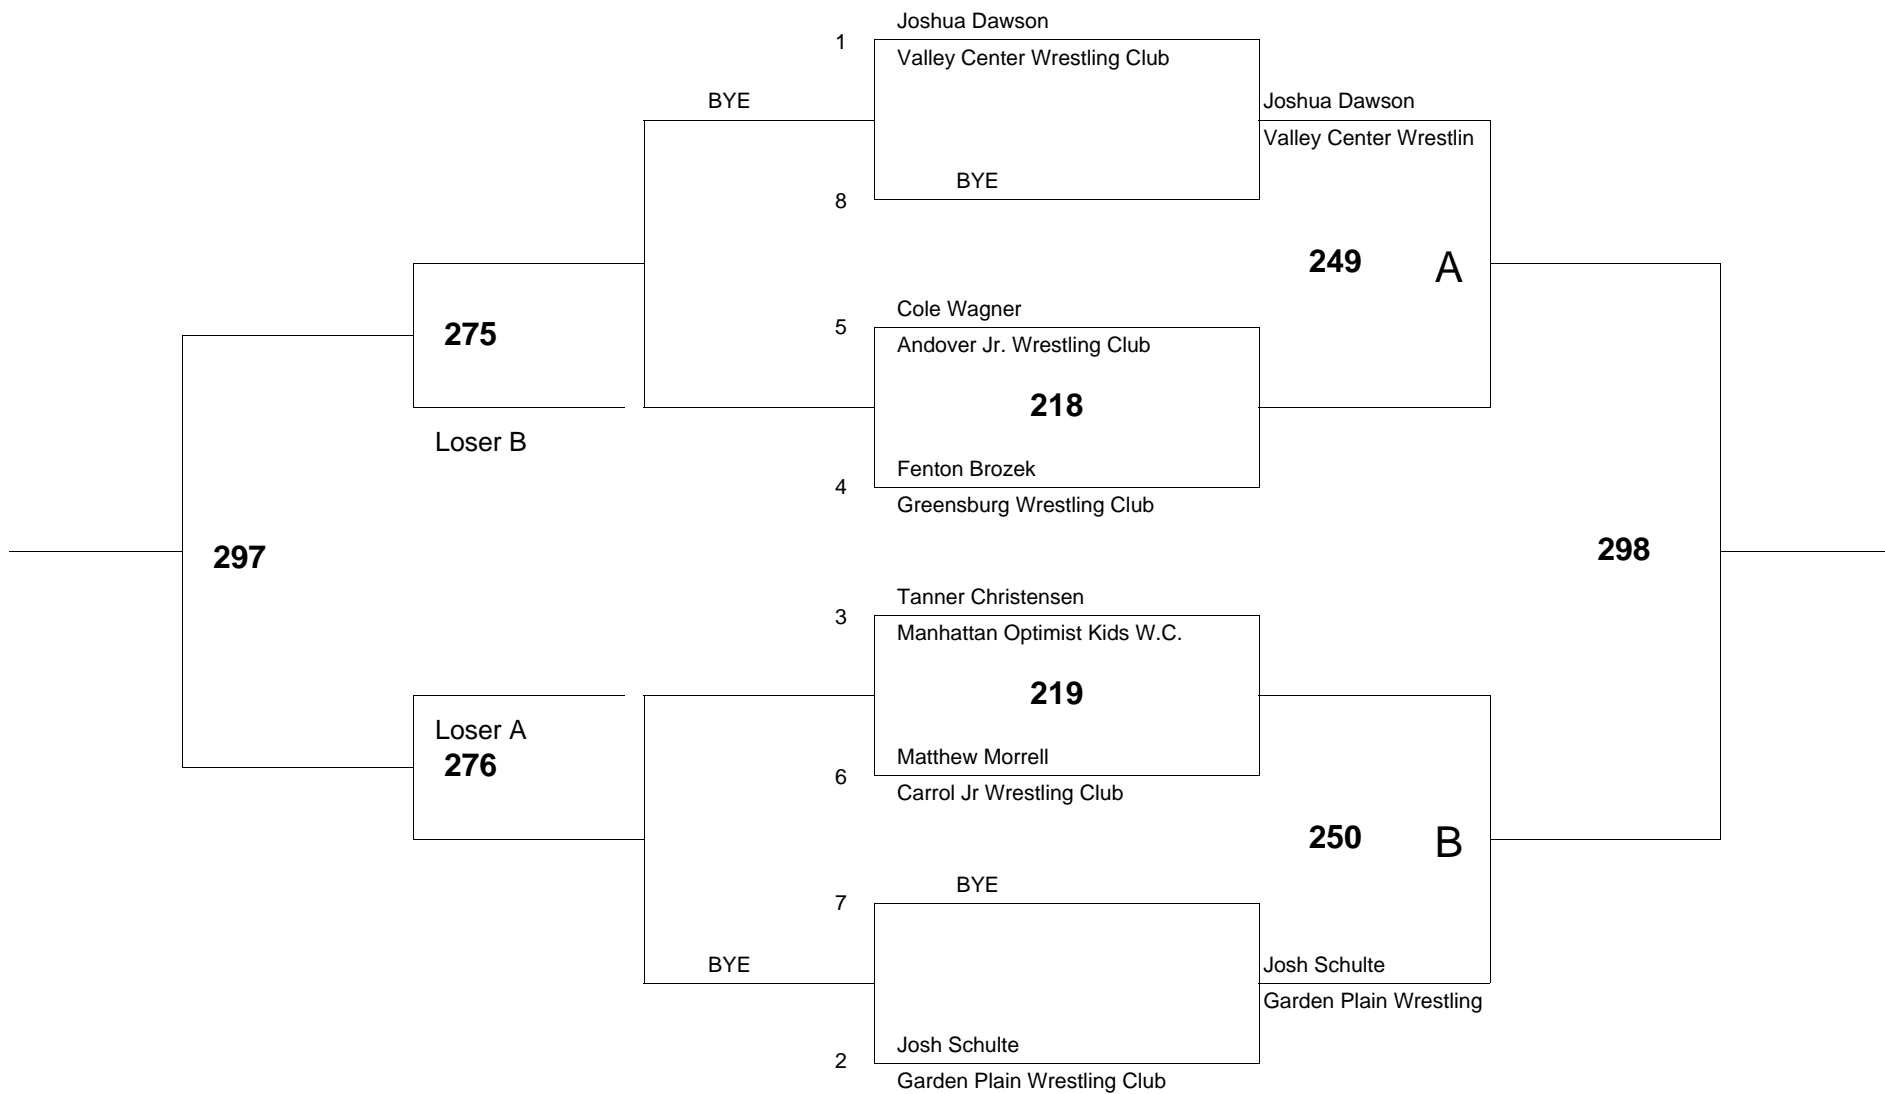 Joshua Dawson
1
Valley Center Wrestling Club
BYE
Joshua Dawson
Valley Center Wrestlin
BYE
8
249
A
Cole Wagner
5
275
Andover Jr. Wrestling Club
218
Loser B
Fenton Brozek
4
Greensburg Wrestling Club
297
298
Tanner Christensen
3
Manhattan Optimist Kids W.C.
219
Loser A
276
Matthew Morrell
6
Carrol Jr Wrestling Club
250
B
BYE
7
BYE
Josh Schulte
Garden Plain Wrestling
Josh Schulte
2
Garden Plain Wrestling Club